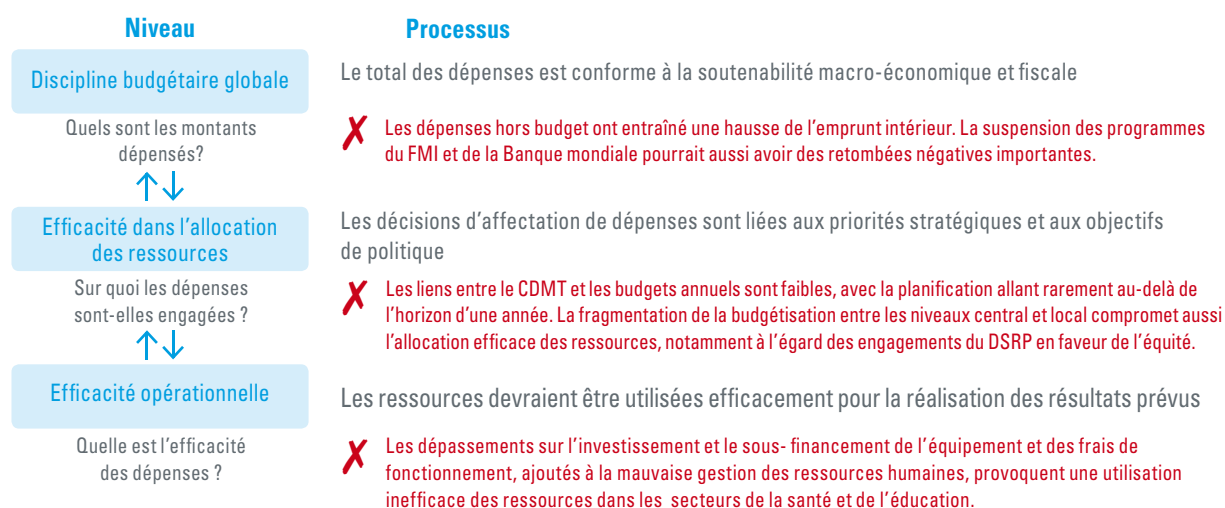 Niveau
Processus
Discipline budgétaire globale
Le total des dépenses est conforme à la soutenabilité macro-économique et fiscale
Quels sont les montants
dépensés?
✗ Les dépenses hors budget ont entraîné une hausse de l'emprunt intérieur. La suspension des programmes
du FMI et de la Banque mondiale pourrait aussi avoir des retombées négatives importantes.
Efficacité dans l'allocation
des ressources
Les décisions d'affectation de dépenses sont liées aux priorités stratégiques et aux objectifs
de politique
Sur quoi les dépenses
sont-elles engagées ?
✗ Les liens entre le CDMT et les budgets annuels sont faibles, avec la planification allant rarement au-delà de
l'horizon d'une année. La fragmentation de la budgétisation entre les niveaux central et local compromet aussi
l'allocation efficace des ressources, notamment à l'égard des engagements du DSRP en faveur de l'équité.
Efficacité opérationnelle
Les ressources devraient être utilisées efficacement pour la réalisation des résultats prévus
Quelle est l'efficacité
des dépenses ?
✗ Les dépassements sur l'investissement et le sous- financement de l'équipement et des frais de
fonctionnement, ajoutés à la mauvaise gestion des ressources humaines, provoquent une utilisation
inefficace des ressources dans les secteurs de la santé et de l'éducation.